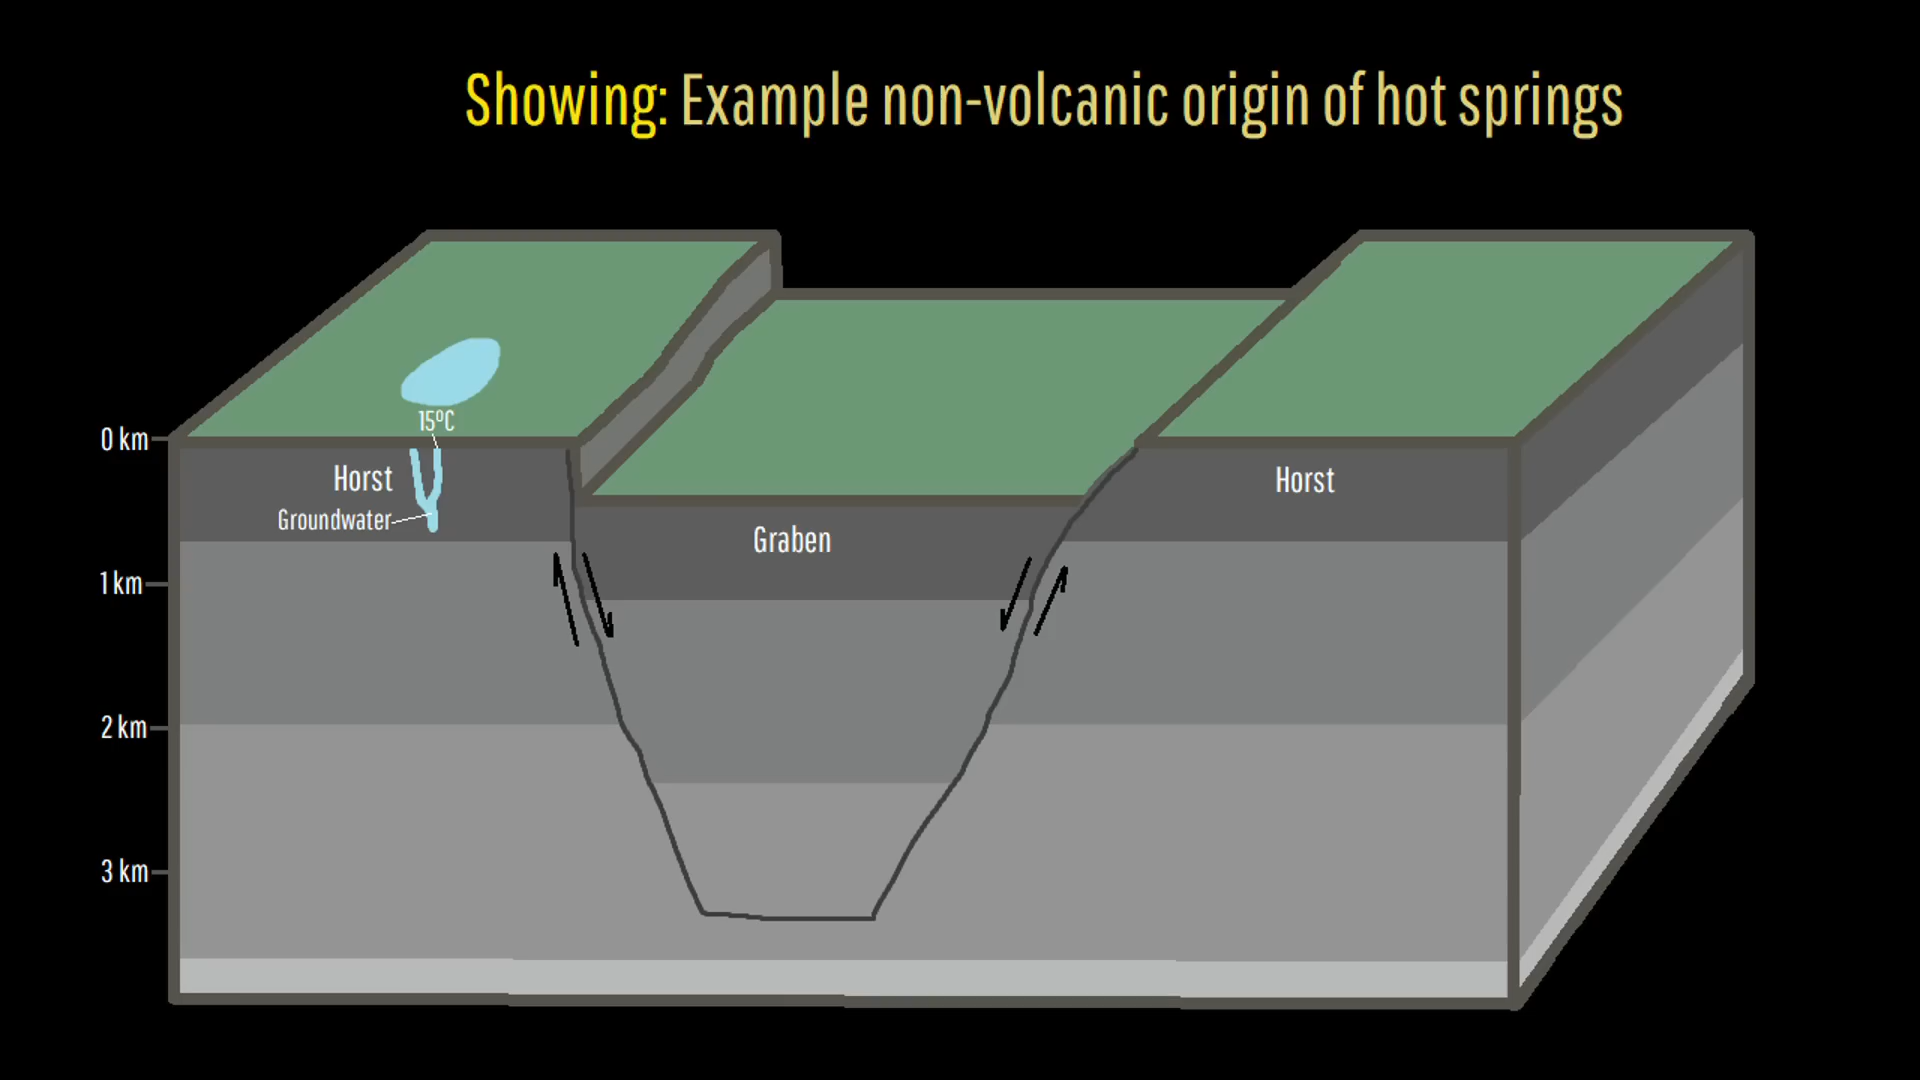 Showing: Example non-volcanic origin of hot springs
15ºC
0 km
Horst
Horst
Groundwater
Graben
1 km
2 km
3 km